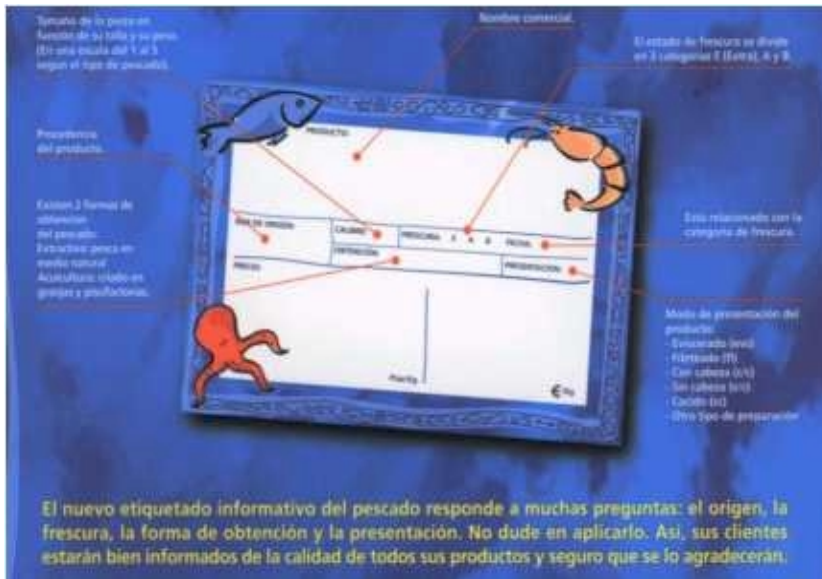 Tamaño de la pieza en
función de su talla y su peso.
(En una escala del 1 al 5
según el tipo de pescado).
Nombre comercial.
El estado de frescura se divide
en 3 categorías E (Extra), A y B.
Procedencia
del producto.
Existen 2 formas de
obtención
del pescado:
Extractiva: pesca en
medio natural
Acuicultura: criado en
granjas y piscifactorías.
PRODUCTO:
DE ORIGEN:
CALIBRE:
FRESCURA: E A B FECHA:
OBTENCIÓN:
PRESENTACIÓN:
PRECIO:
Está relacionado con la
categoría de frescura.
Modo de presentación del
producto:
- Eviscerado (evs)
- Fileteado (fl)
- Con cabeza (c/c)
- Sin cabeza (s/c)
- Cocido (sc)
- Otro tipo de preparación
€
El nuevo etiquetado informativo del pescado responde a muchas preguntas: el origen, la
frescura, la forma de obtención y la presentación. No dude en aplicarlo. Así, sus clientes
estarán bien informados de la calidad de todos sus productos y seguro que se lo agradecerán.